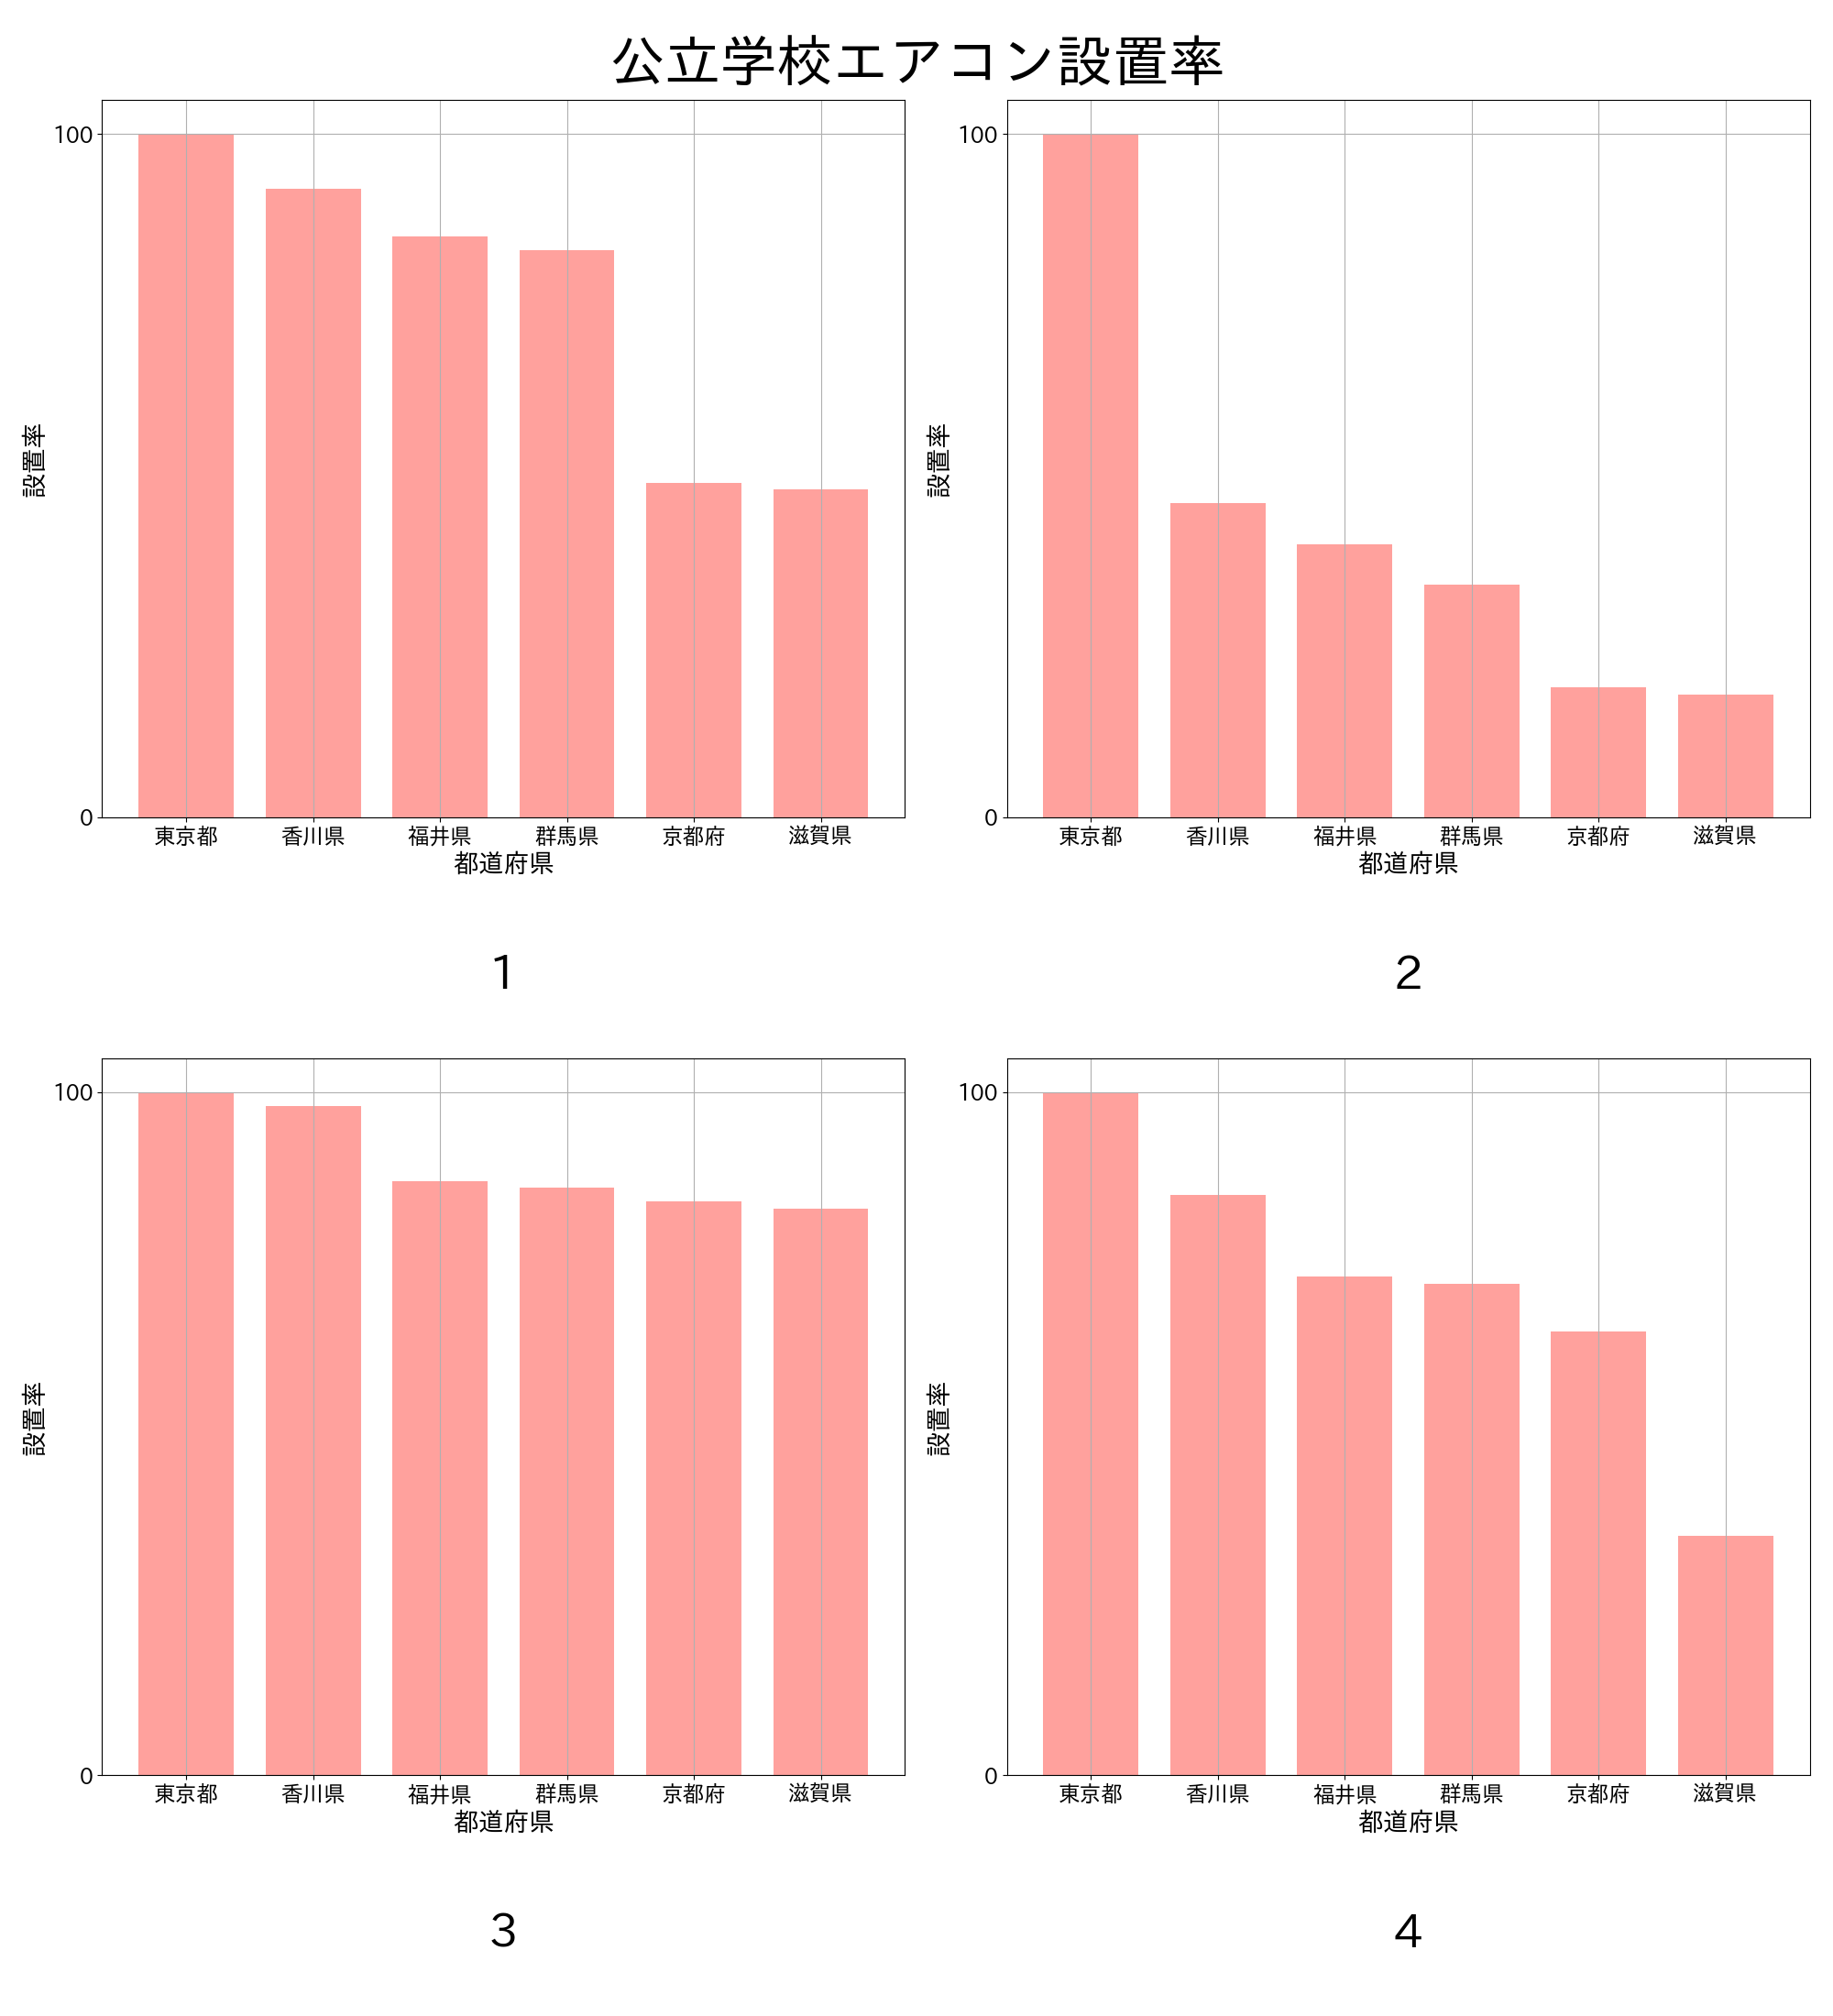 公立学校エアコン設置率
100
0
設置率
東京都 香川県 福井県 群馬県 京都府 滋賀県
都道府県
1
100
0
設置率
東京都 香川県 福井県 群馬県 京都府 滋賀県
都道府県
2
100
0
設置率
東京都 香川県 福井県 群馬県 京都府 滋賀県
都道府県
3
100
0
設置率
東京都 香川県 福井県 群馬県 京都府 滋賀県
都道府県
4